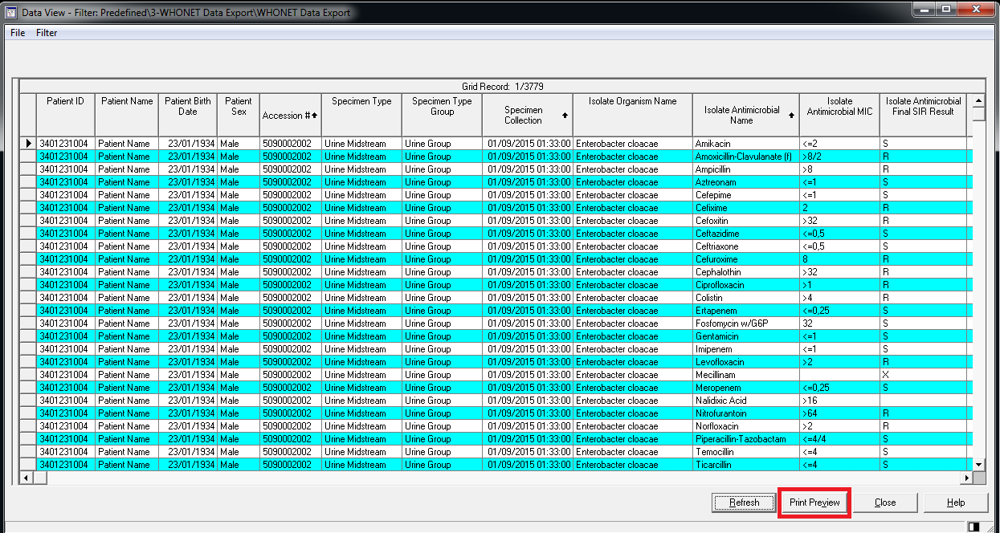 Data View - Filter: Predefined\3-WHONET Data Export\WHONET Data Export
File Filter
Grid Record: 1/3779
Patient ID Patient Name Patient Birth Date Patient Sex Accession # Specimen Type Specimen Type Group Specimen Collection Isolate Organism Name Isolate Antimicrobial Name Isolate Antimicrobial MIC Isolate Antimicrobial Final SIR Result
3401231004 Patient Name 23/01/1934 Male 5090002002 Urine Midstream Urine Group 01/09/2015 01:33:00 Enterobacter cloacae Amikacin <=2 S
3401231004 Patient Name 23/01/1934 Male 5090002002 Urine Midstream Urine Group 01/09/2015 01:33:00 Enterobacter cloacae Amoxicillin-Clavulanate (f) >8/2 R
3401231004 Patient Name 23/01/1934 Male 5090002002 Urine Midstream Urine Group 01/09/2015 01:33:00 Enterobacter cloacae Ampicillin >8 R
3401231004 Patient Name 23/01/1934 Male 5090002002 Urine Midstream Urine Group 01/09/2015 01:33:00 Enterobacter cloacae Aztreonam <=1 S
3401231004 Patient Name 23/01/1934 Male 5090002002 Urine Midstream Urine Group 01/09/2015 01:33:00 Enterobacter cloacae Cefepime <=1 S
3401231004 Patient Name 23/01/1934 Male 5090002002 Urine Midstream Urine Group 01/09/2015 01:33:00 Enterobacter cloacae Cefixime 2 R
3401231004 Patient Name 23/01/1934 Male 5090002002 Urine Midstream Urine Group 01/09/2015 01:33:00 Enterobacter cloacae Cefoxitin >32 R
3401231004 Patient Name 23/01/1934 Male 5090002002 Urine Midstream Urine Group 01/09/2015 01:33:00 Enterobacter cloacae Ceftazidime <=0,5 S
3401231004 Patient Name 23/01/1934 Male 5090002002 Urine Midstream Urine Group 01/09/2015 01:33:00 Enterobacter cloacae Ceftriaxone <=0,5 S
3401231004 Patient Name 23/01/1934 Male 5090002002 Urine Midstream Urine Group 01/09/2015 01:33:00 Enterobacter cloacae Cefuroxime 8 R
3401231004 Patient Name 23/01/1934 Male 5090002002 Urine Midstream Urine Group 01/09/2015 01:33:00 Enterobacter cloacae Cephalothin >32 R
3401231004 Patient Name 23/01/1934 Male 5090002002 Urine Midstream Urine Group 01/09/2015 01:33:00 Enterobacter cloacae Ciprofloxacin >1 R
3401231004 Patient Name 23/01/1934 Male 5090002002 Urine Midstream Urine Group 01/09/2015 01:33:00 Enterobacter cloacae Colistin >4 R
3401231004 Patient Name 23/01/1934 Male 5090002002 Urine Midstream Urine Group 01/09/2015 01:33:00 Enterobacter cloacae Ertapenem <=0,25 S
3401231004 Patient Name 23/01/1934 Male 5090002002 Urine Midstream Urine Group 01/09/2015 01:33:00 Enterobacter cloacae Fosfomycin w/G6P 32 S
3401231004 Patient Name 23/01/1934 Male 5090002002 Urine Midstream Urine Group 01/09/2015 01:33:00 Enterobacter cloacae Gentamicin <=1 S
3401231004 Patient Name 23/01/1934 Male 5090002002 Urine Midstream Urine Group 01/09/2015 01:33:00 Enterobacter cloacae Imipenem <=1 S
3401231004 Patient Name 23/01/1934 Male 5090002002 Urine Midstream Urine Group 01/09/2015 01:33:00 Enterobacter cloacae Levofloxacin >2 R
3401231004 Patient Name 23/01/1934 Male 5090002002 Urine Midstream Urine Group 01/09/2015 01:33:00 Enterobacter cloacae Mecillinam X
3401231004 Patient Name 23/01/1934 Male 5090002002 Urine Midstream Urine Group 01/09/2015 01:33:00 Enterobacter cloacae Meropenem <=0,25 S
3401231004 Patient Name 23/01/1934 Male 5090002002 Urine Midstream Urine Group 01/09/2015 01:33:00 Enterobacter cloacae Nalidixic Acid >16
3401231004 Patient Name 23/01/1934 Male 5090002002 Urine Midstream Urine Group 01/09/2015 01:33:00 Enterobacter cloacae Nitrofurantoin >64 R
3401231004 Patient Name 23/01/1934 Male 5090002002 Urine Midstream Urine Group 01/09/2015 01:33:00 Enterobacter cloacae Norfloxacin >2 R
3401231004 Patient Name 23/01/1934 Male 5090002002 Urine Midstream Urine Group 01/09/2015 01:33:00 Enterobacter cloacae Piperacillin-Tazobactam <=4/4 S
3401231004 Patient Name 23/01/1934 Male 5090002002 Urine Midstream Urine Group 01/09/2015 01:33:00 Enterobacter cloacae Temocillin <=4 S
3401231004 Patient Name 23/01/1934 Male 5090002002 Urine Midstream Urine Group 01/09/2015 01:33:00 Enterobacter cloacae Ticarcillin <=4 S
Refresh Print Preview Close Help